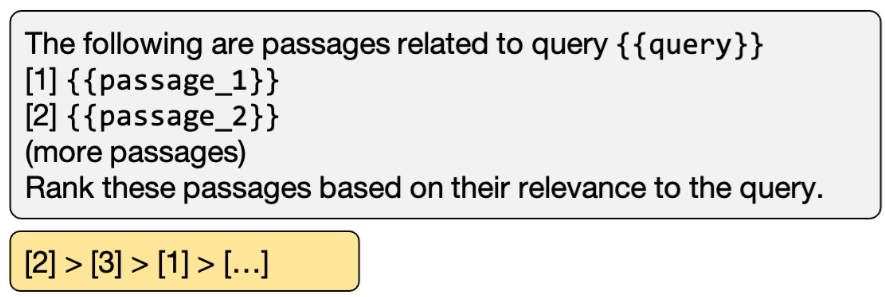 The following are passages related to query {{query}}
[1] {{passage_1}}
[2] {{passage_2}}
(more passages)
Rank these passages based on their relevance to the query.
[2] > [3] > [1] > [...]